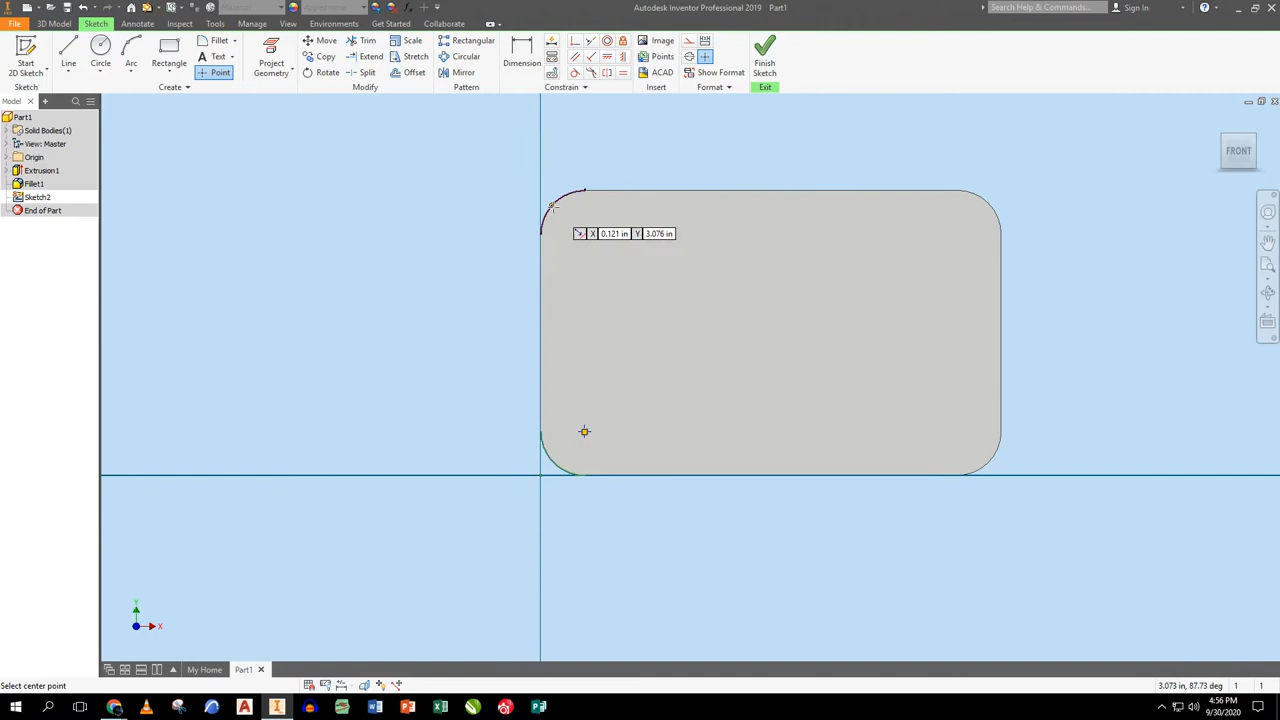 Autodesk Inventor Professional 2019   Part1
Search Help & Commands...
Sign In
File 3D Model Sketch Annotate Inspect Tools Manage View Environments Get Started Collaborate
Start
2D Sketch
Line
Circle
Arc
Rectangle
Fillet
Text
Point
Project
Geometry
Move
Copy
Rotate
Trim
Extend
Split
Scale
Stretch
Offset
Rectangular
Circular
Mirror
Dimension
Image
Points
ACAD
Show Format
Finish
Sketch
Sketch
Create
Modify
Pattern
Constrain
Insert
Format
Exit
Model
Part1
Solid Bodies(1)
View: Master
Origin
Extrusion1
Fillet1
Sketch2
End of Part
FRONT
X 0.121 in Y 3.076 in
Y
X
My Home
Part1
Select center point
3.073 in, 87.73 deg 1 1
4:56 PM
9/30/2020